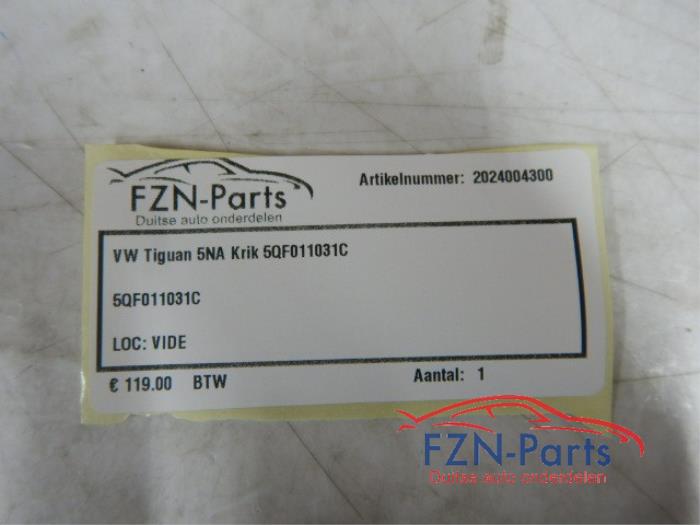 FZN-Parts
Duitse auto onderdelen
Artikelnummer: 2024004300
VW Tiguan 5NA Krik 5QF011031C
5QF011031C
LOC: VIDE
€ 119.00 BTW
Aantal: 1
FZN-Parts
Duitse auto onderdelen